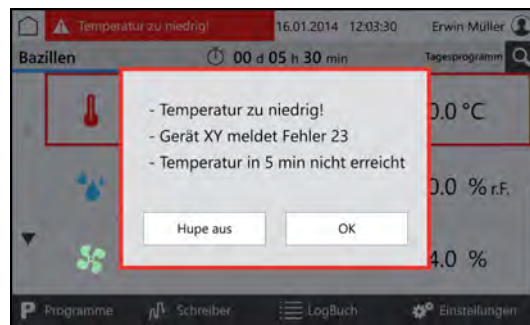 Temperatur zu niedrig! 16.01.2014 12:03:30 Erwin Müller
Bazillen 00 d 05 h 30 min Tagesprogramm
- Temperatur zu niedrig!
- Gerät XY meldet Fehler 23
- Temperatur in 5 min nicht erreicht
Hupe aus OK
0.0 °C
0.0 % r.F.
4.0 %
P Programme Schreiber LogBuch Einstellungen